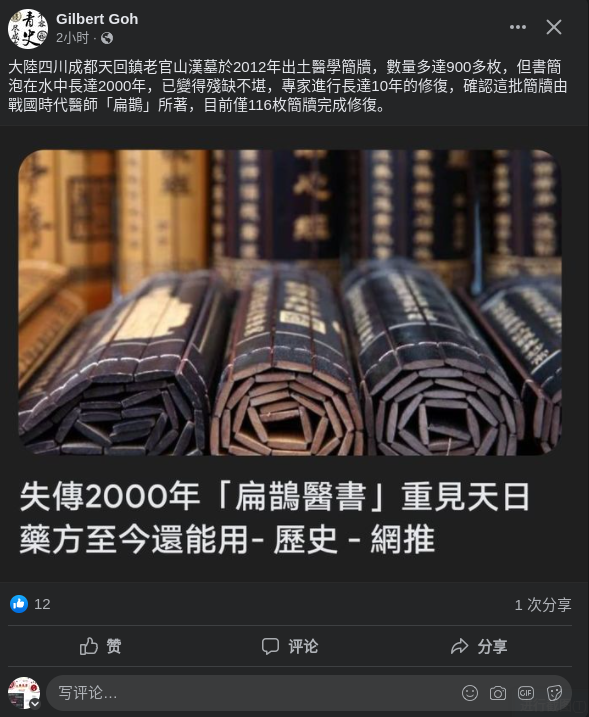 Gilbert Goh
2小时
大陸四川成都天回鎮老官山漢墓於2012年出土醫學簡牘，數量多達900多枚，但書簡
泡在水中長達2000年，已變得殘缺不堪，專家進行長達10年的修復，確認這批簡牘由
戰國時代醫師「扁鵲」所著，目前僅116枚簡牘完成修復。
失傳2000年「扁鵲醫書」重見天日
藥方至今還能用- 歷史 - 網推
12
1 次分享
赞
评论
分享
写评论…
GIF